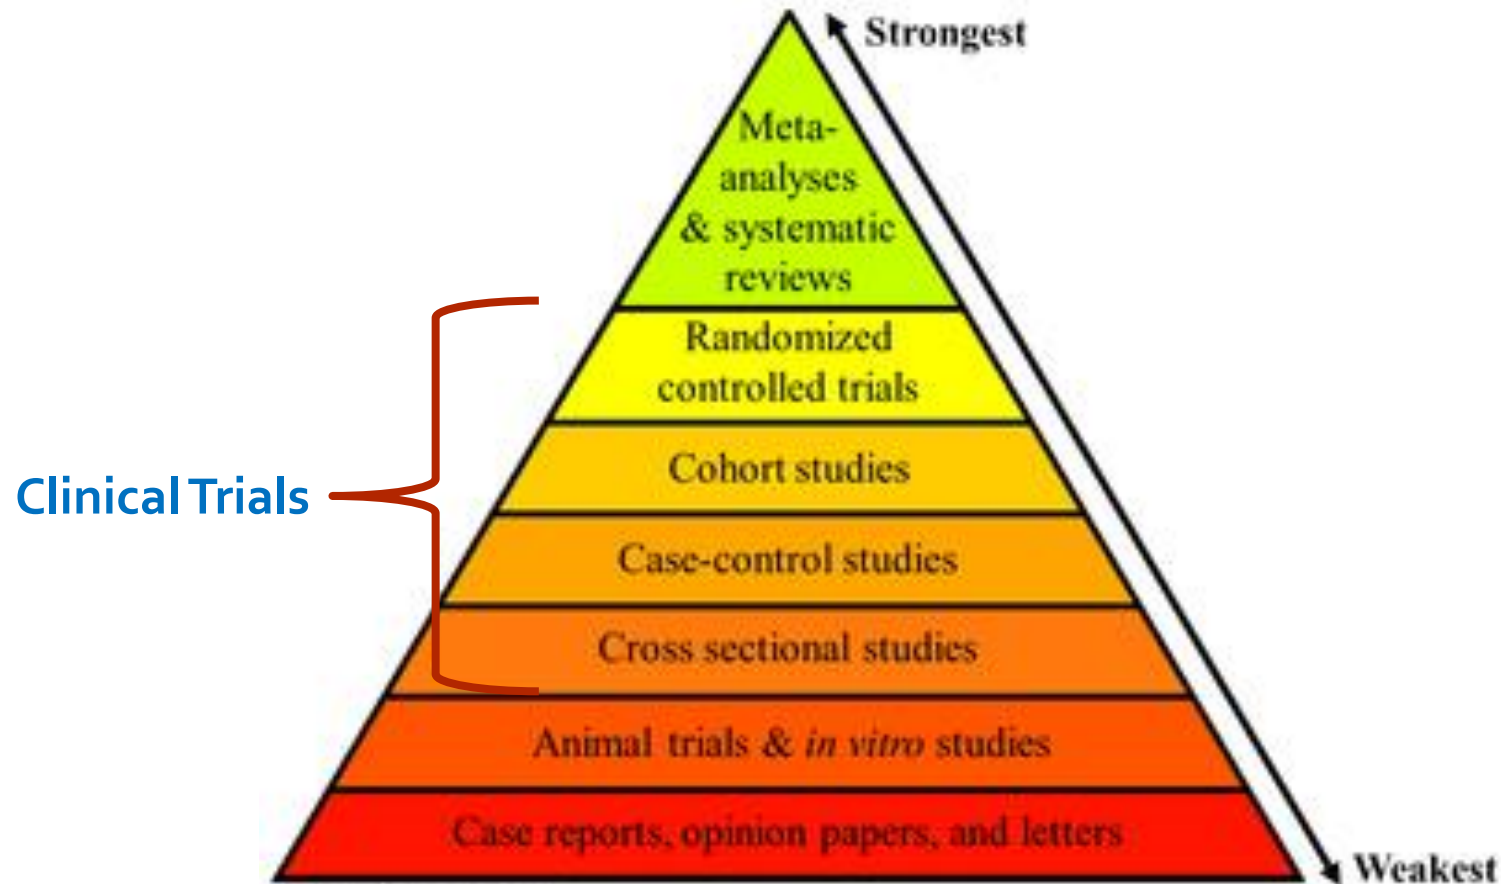 Strongest
Meta-
analyses
& systematic
reviews
Randomized
controlled trials
Cohort studies
Clinical Trials
Case-control studies
Cross sectional studies
Animal trials & in vitro studies
Case reports, opinion papers, and letters
Weakest